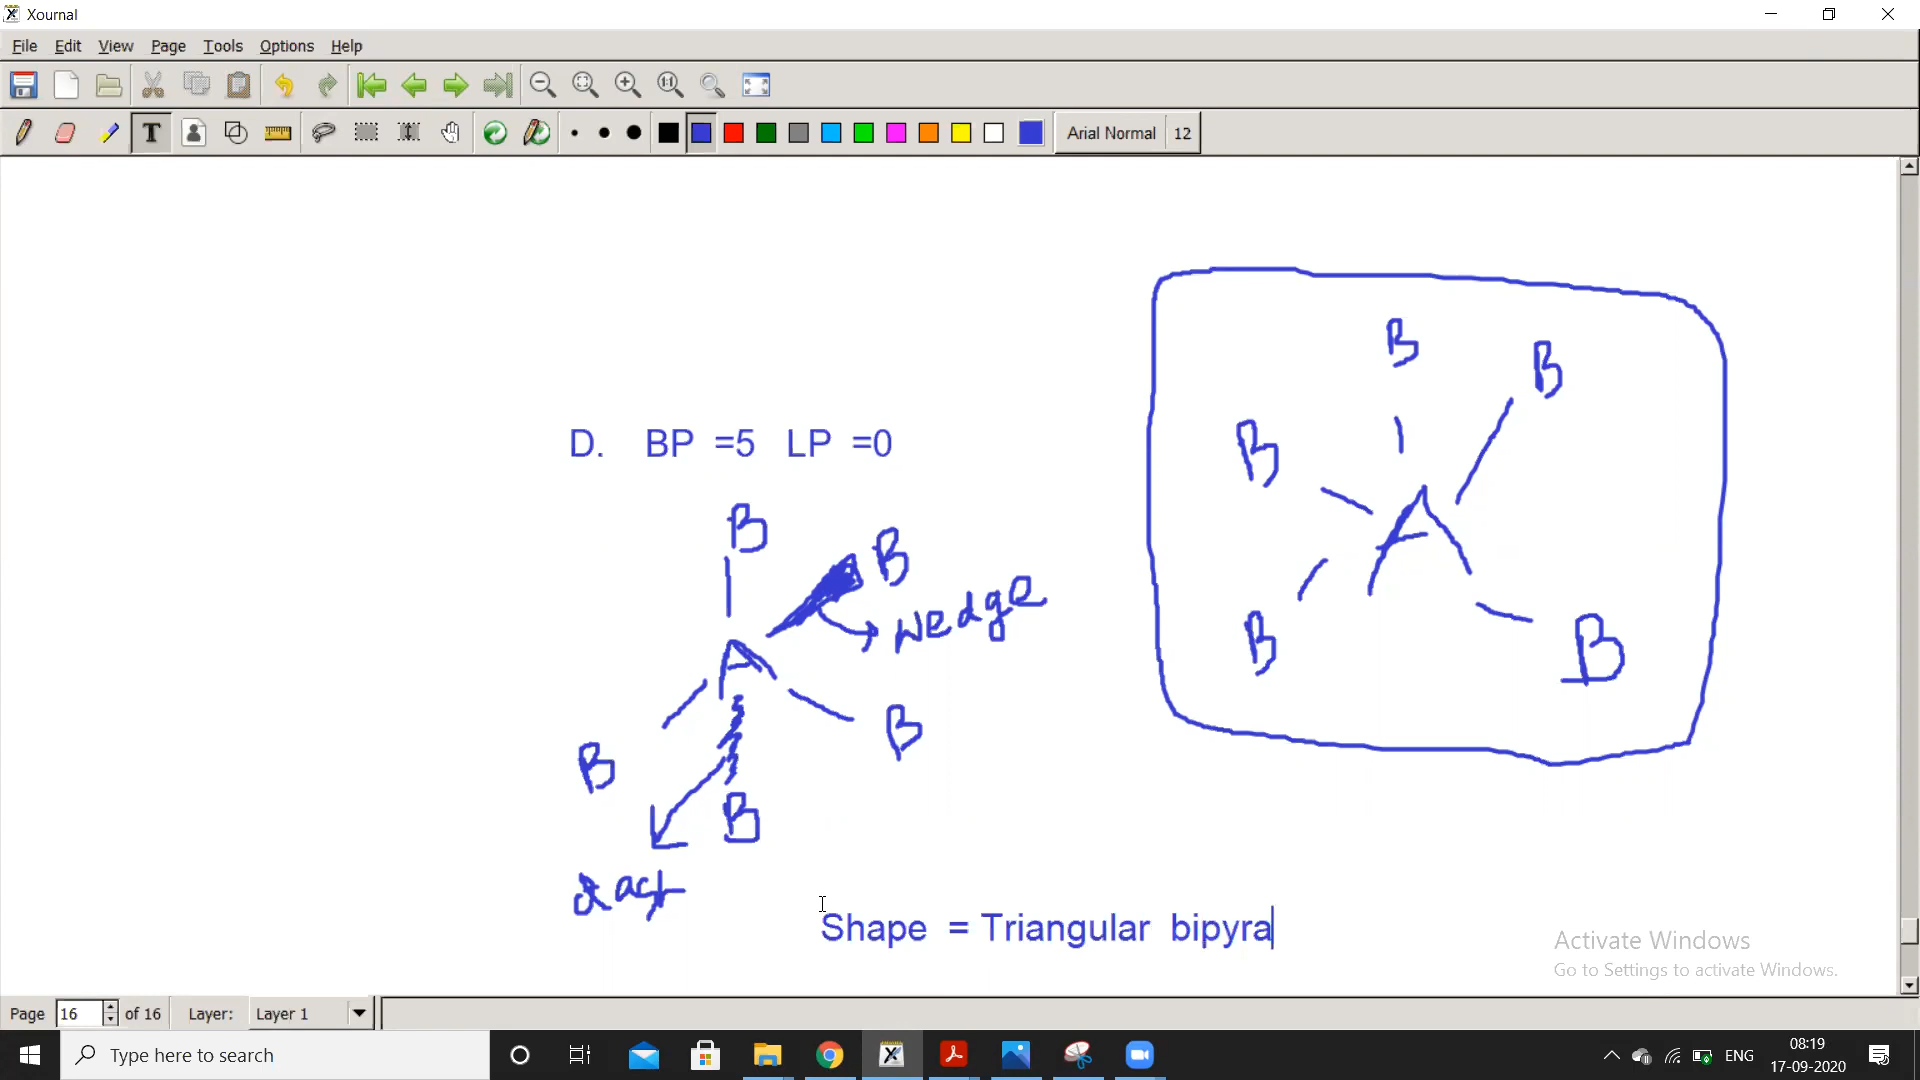 Xournal
File Edit View Page Tools Options Help
T Arial Normal 12
B
B
B
D. BP =5 LP =0
A
B
B
B
B
Wedge
A
B
B
B
B
Shape = Triangular bipyra
Activate Windows
Go to Settings to activate Windows.
Page 16 of 16 Layer: Layer 1
Type here to search
ENG
08:19
17-09-2020